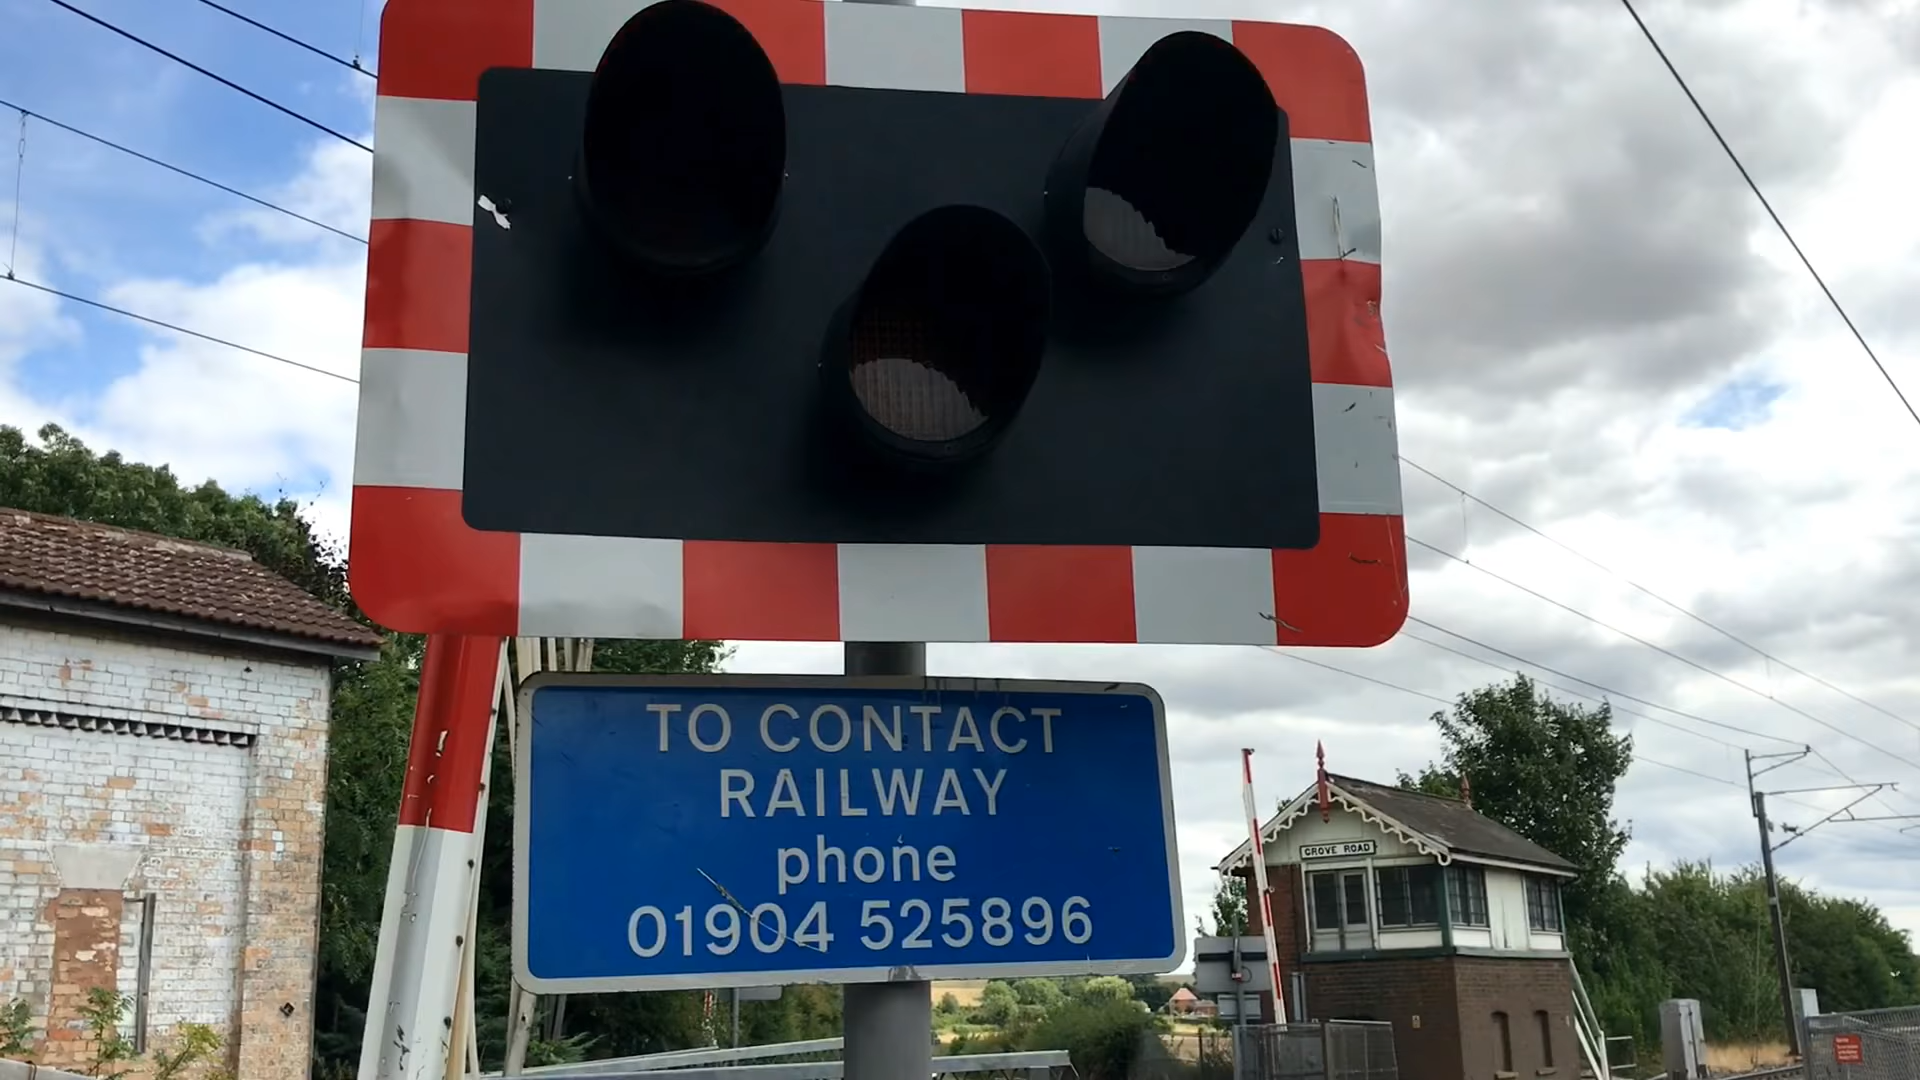 TO CONTACT
RAILWAY
phone
01904 525896
GROVE ROAD